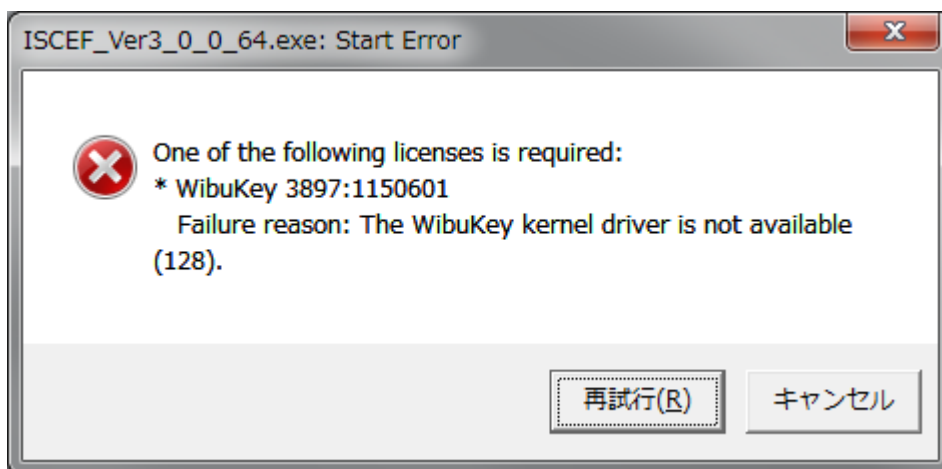 ISCEF_Ver3_0_0_64.exe: Start Error
One of the following licenses is required:
* WibuKey 3897:1150601
Failure reason: The WibuKey kernel driver is not available
(128).
再試行(R)
キャンセル